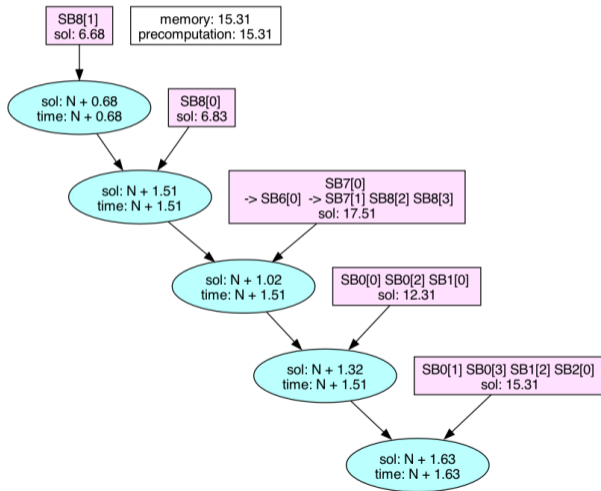 SB8[1]
sol: 6.68
memory: 15.31
precomputation: 15.31
sol: N + 0.68
time: N + 0.68
SB8[0]
sol: 6.83
sol: N + 1.51
time: N + 1.51
SB7[0]
-> SB6[0] -> SB7[1] SB8[2] SB8[3]
sol: 17.51
sol: N + 1.02
time: N + 1.51
SB0[0] SB0[2] SB1[0]
sol: 12.31
sol: N + 1.32
time: N + 1.51
SB0[1] SB0[3] SB1[2] SB2[0]
sol: 15.31
sol: N + 1.63
time: N + 1.63